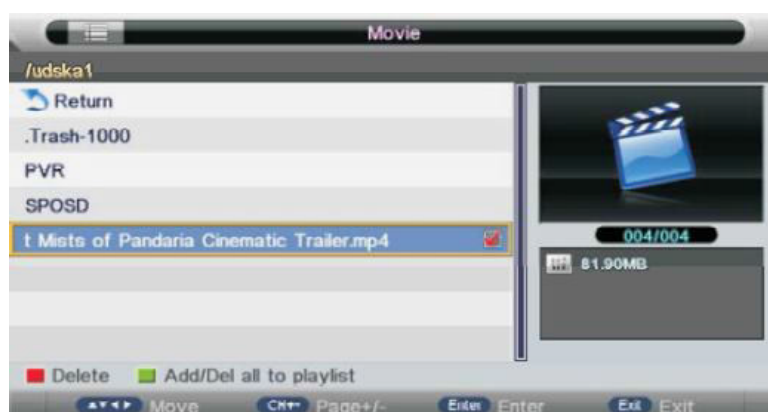 Movie
/udska1
Return
.Trash-1000
PVR
SPOSD
t Mists of Pandaria Cinematic Trailer.mp4
004/004
81.90MB
Delete Add/Del all to playlist
Move CH+- Page+/- Enter Enter Exit Exit